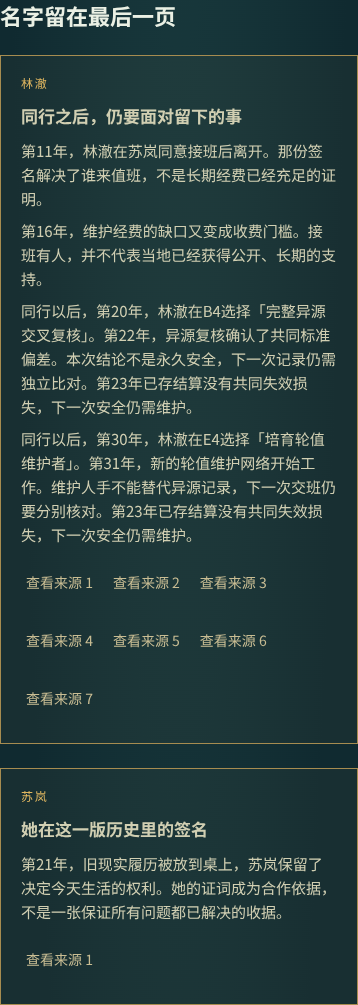 名字留在最后一页
林澈
同行之后，仍要面对留下的事
第11年，林澈在苏岚同意接班后离开。那份签
名解决了谁来值班，不是长期经费已经充足的证
明。
第16年，维护经费的缺口又变成收费门槛。接
班有人，并不代表当地已经获得公开、长期的支
持。
同行以后，第20年，林澈在B4选择「完整异源
交叉复核」。第22年，异源复核确认了共同标准
偏差。本次结论不是永久安全，下一次记录仍需
独立比对。第23年已存结算没有共同失效损
失，下一次安全仍需维护。
同行以后，第30年，林澈在E4选择「培育轮值
维护者」。第31年，新的轮值维护网络开始工
作。维护人手不能替代异源记录，下一次交班仍
要分别核对。第23年已存结算没有共同失效损
失，下一次安全仍需维护。
查看来源 1 查看来源 2 查看来源 3
查看来源 4 查看来源 5 查看来源 6
查看来源 7
苏岚
她在这一版历史里的签名
第21年，旧现实履历被放到桌上，苏岚保留了
决定今天生活的权利。她的证词成为合作依据，
不是一张保证所有问题都已解决的收据。
查看来源 1